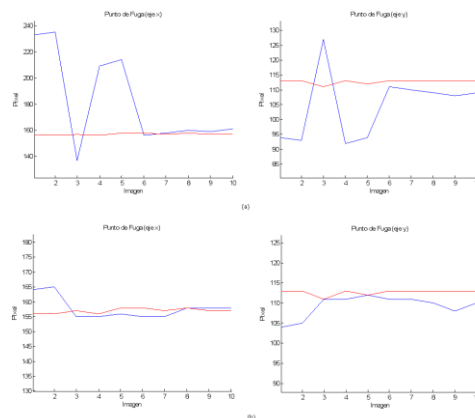 Punto de Fuga(eje x)
Punto de Fuga(eje y)
240
220
200
180
160
140
Pixel
2 3 4 5 6 7 8 9 10
Imagen
130
125
120
115
110
105
100
95
90
85
Pixel
2 3 4 5 6 7 8 9
Imagen
(a)
Punto de Fuga(eje x)
Punto de Fuga(eje y)
185
180
175
170
165
160
155
150
145
140
135
130
Pixel
2 3 4 5 6 7 8 9 10
Imagen
125
120
115
110
105
100
95
90
Pixel
2 3 4 5 6 7 8 9
Imagen
(b)